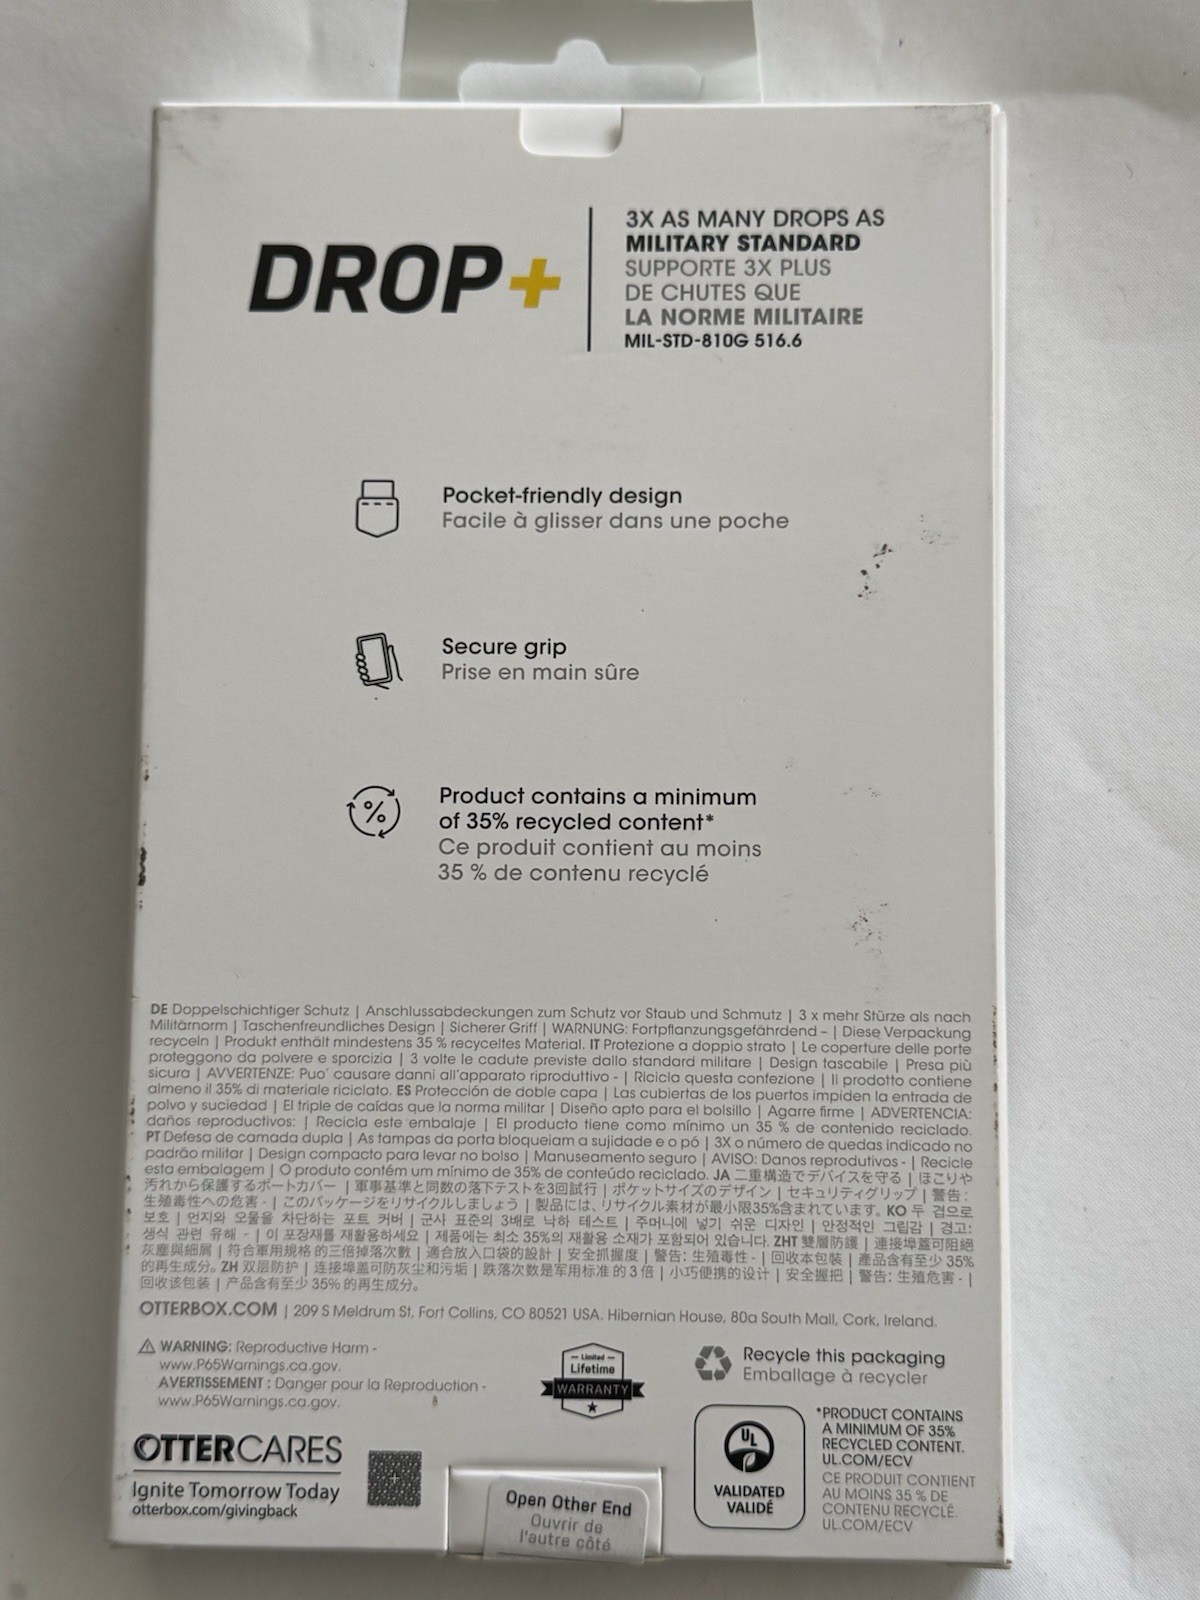 DROP+
3X AS MANY DROPS AS
MILITARY STANDARD
SUPPORTE 3X PLUS
DE CHUTES QUE
LA NORME MILITAIRE
MIL-STD-810G 516.6
Pocket-friendly design
Facile à glisser dans une poche
Secure grip
Prise en main sûre
%
Product contains a minimum
of 35% recycled content*
Ce produit contient au moins
35 % de contenu recyclé
DE Doppelschichtiger Schutz | Anschlussabdeckungen zum Schutz vor Staub und Schmutz | 3 x mehr Stürze als nach
Militärnorm | Taschenfreundliches Design | Sicherer Griff | WARNUNG: Fortpflanzungsgefährdend - | Diese Verpackung
recyceln | Produkt enthält mindestens 35 % recyceltes Material. IT Protezione a doppio strato | Le coperture delle porte
proteggono da polvere e sporcizia | 3 volte le cadute previste dallo standard militare | Design tascabile | Presa più
sicura | AVVERTENZE: Puo' causare danni all'apparato riproduttivo - | Ricicla questa confezione | Il prodotto contiene
almeno il 35% di materiale riciclato. ES Protección de doble capa | Las cubiertas de los puertos impiden la entrada de
polvo y suciedad | El triple de caídas que la norma militar | Diseño apto para el bolsillo | Agarre firme | ADVERTENCIA:
daños reproductivos: | Recicla este embalaje | El producto tiene como mínimo un 35 % de contenido reciclado.
PT Defesa de camada dupla | As tampas da porta bloqueiam a sujidade e o pó | 3X o número de quedas indicado no
padrão militar | Design compacto para levar no bolso | Manuseamento seguro | AVISO: Danos reprodutivos - | Recicle
esta embalagem | O produto contém um mínimo de 35% de conteúdo reciclado. JA 二重構造でデバイスを守る | ほこりや
汚れから保護するポートカバー | 軍事基準と同数の落下テストを3回試行 | ポケットサイズのデザイン | セキュリティグリップ | 警告:
生殖毒性への危害 - | このパッケージをリサイクルしましょう | 製品には、リサイクル素材が最小限35%含まれています。 KO 두 겹으로
보호 | 먼지와 오물을 차단하는 포트 커버 | 군사 표준의 3배로 낙하 테스트 | 주머니에 넣기 쉬운 디자인 | 안정적인 그립감 | 경고:
생식 관련 유해 - | 이 포장재를 재활용하세요 | 제품에는 최소 35%의 재활용 소재가 포함되어 있습니다. ZHT 雙層防護 | 連接埠蓋可阻絕
灰塵與細屑 | 符合軍用規格的三倍掉落次數 | 適合放入口袋的設計 | 安全抓握度 | 警告: 生殖毒性 - | 回收本包裝 | 產品含有至少 35%
的再生成分。 ZH 双层防护 | 连接埠盖可防灰尘和污垢 | 跌落次数是军用标准的 3 倍 | 小巧便携的设计 | 安全握把 | 警告: 生殖危害 - |
回收该包装 | 产品含有至少 35% 的再生成分。
OTTERBOX.COM | 209 S Meldrum St, Fort Collins, CO 80521 USA. Hibernian House, 80a South Mall, Cork, Ireland.
WARNING: Reproductive Harm -
www.P65Warnings.ca.gov.
AVERTISSEMENT : Danger pour la Reproduction -
www.P65Warnings.ca.gov.
Limited
Lifetime
WARRANTY
Recycle this packaging
Emballage à recycler
OTTERCARES
Ignite Tomorrow Today
otterbox.com/givingback
Open Other End
Ouvrir de
l'autre côté
UL
VALIDATED
VALIDÉ
*PRODUCT CONTAINS
A MINIMUM OF 35%
RECYCLED CONTENT.
UL.COM/ECV
CE PRODUIT CONTIENT
AU MOINS 35 % DE
CONTENU RECYCLÉ.
UL.COM/ECV